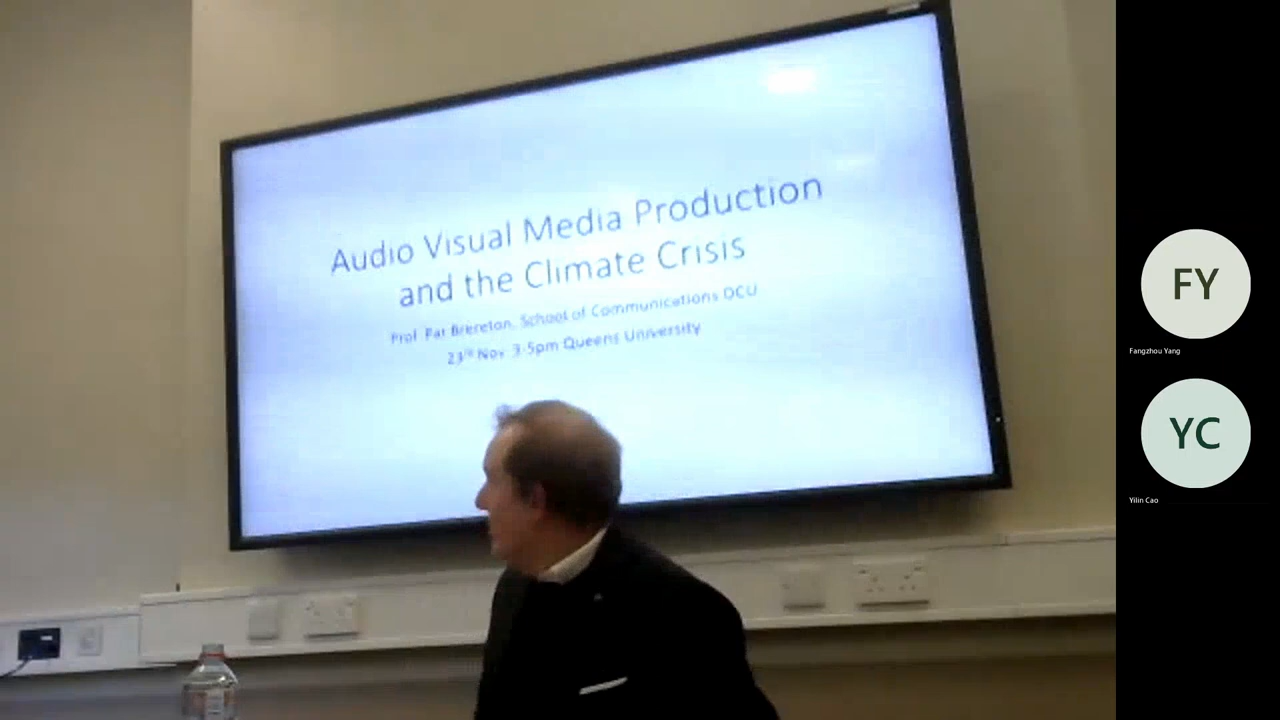 Audio Visual Media Production
and the Climate Crisis
Prof Pat Brereton, School of Communications DCU
23rd Nov 3-5pm Queens University
FY
Fangzhou Yang
YC
Yilin Cao